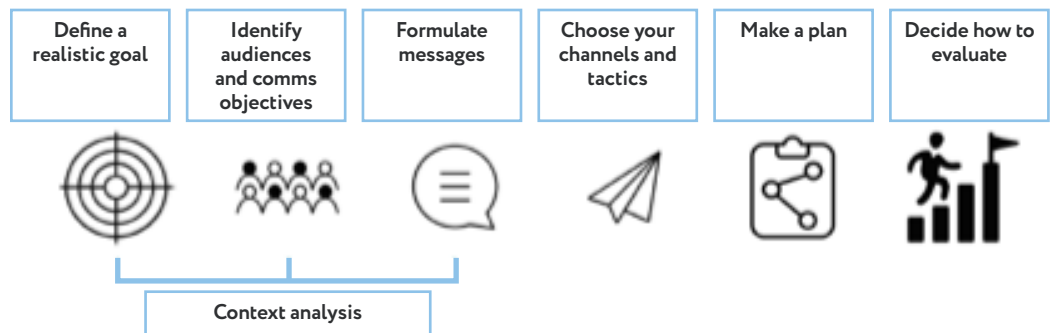 Define a
realistic goal
Identify
audiences
and comms
objectives
Formulate
messages
Choose your
channels and
tactics
Make a plan
Decide how to
evaluate
Context analysis